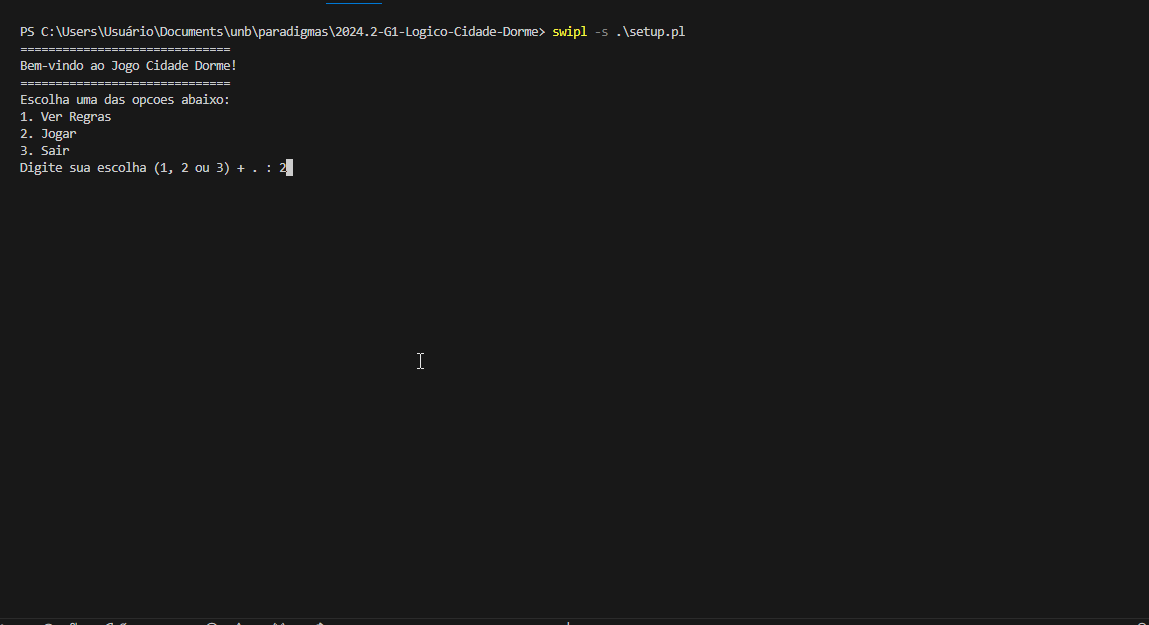 PS C:\Users\Usuário\Documents\unb\paradigmas\2024.2-G1-Logico-Cidade-Dorme> swipl -s .\setup.pl
==============================
Bem-vindo ao Jogo Cidade Dorme!
==============================
Escolha uma das opcoes abaixo:
1. Ver Regras
2. Jogar
3. Sair
Digite sua escolha (1, 2 ou 3) + . : 2